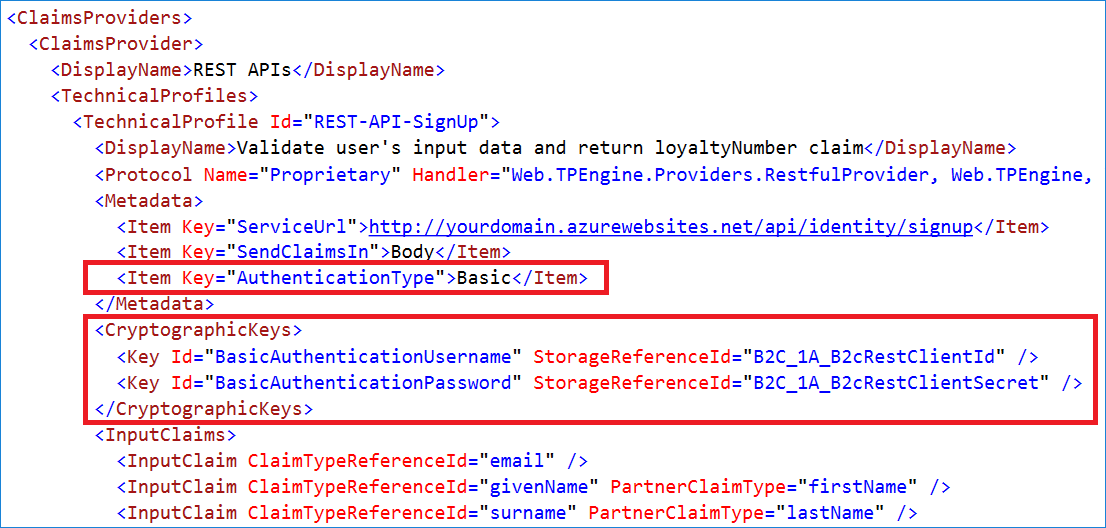 <ClaimsProviders>
<ClaimsProvider>
<DisplayName>REST APIs</DisplayName>
<TechnicalProfiles>
<TechnicalProfile Id="REST-API-SignUp">
<DisplayName>Validate user's input data and return loyaltyNumber claim</DisplayName>
<Protocol Name="Proprietary" Handler="Web.TPEngine.Providers.RestfulProvider, Web.TPEngine,
<Metadata>
<Item Key="ServiceUrl">http://yourdomain.azurewebsites.net/api/identity/signup</Item>
<Item Key="SendClaimsIn">Body</Item>
<Item Key="AuthenticationType">Basic</Item>
</Metadata>
<CryptographicKeys>
<Key Id="BasicAuthenticationUsername" StorageReferenceId="B2C_1A_B2cRestClientId" />
<Key Id="BasicAuthenticationPassword" StorageReferenceId="B2C_1A_B2cRestClientSecret" />
</CryptographicKeys>
<InputClaims>
<InputClaim ClaimTypeReferenceId="email" />
<InputClaim ClaimTypeReferenceId="givenName" PartnerClaimType="firstName" />
<InputClaim ClaimTypeReferenceId="surname" PartnerClaimType="lastName" />